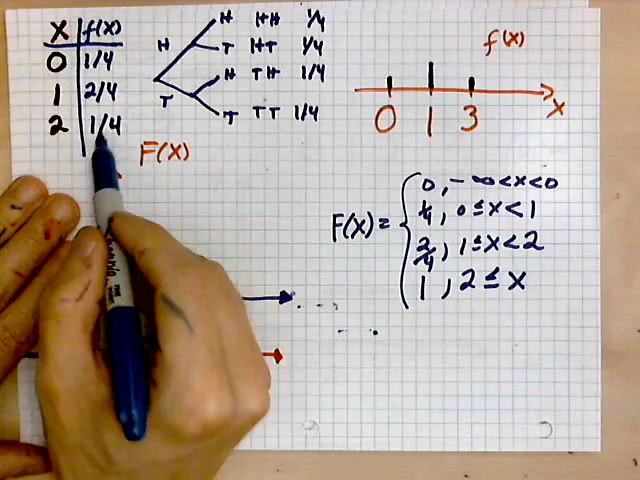 X f(x)
0 1/4
1 2/4
2 1/4
H H HH 1/4
T HT 1/4
T H TH 1/4
T TT 1/4
F(X)
f(x)
0 1 3 X
F(X) = { 0, -∞<x<0
1/4, 0≤x<1
2/4, 1≤x<2
1, 2≤x